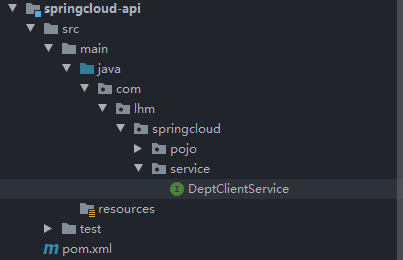 springcloud-api
src
main
java
com
lhm
springcloud
pojo
service
I DeptClientService
resources
test
m pom.xml